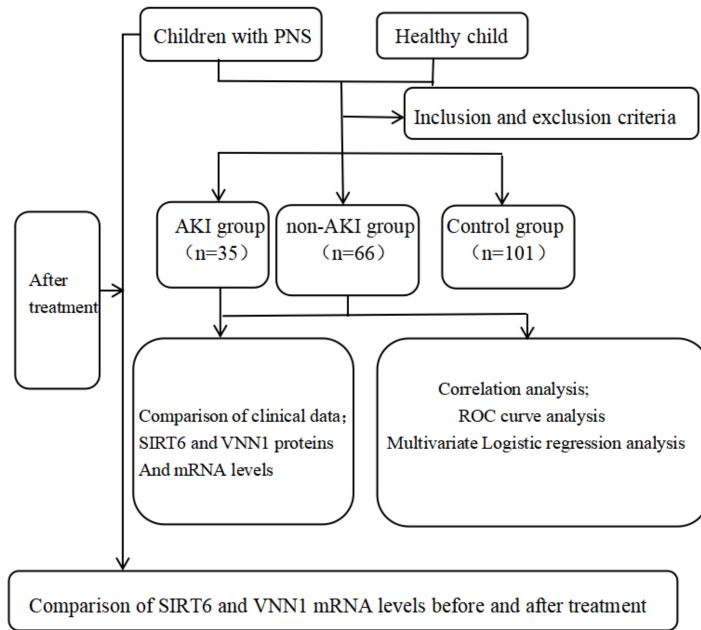 Children with PNS
Healthy child
Inclusion and exclusion criteria
AKI group
（n=35）
non-AKI group
（n=66）
Control group
（n=101）
After
treatment
Comparison of clinical data；
SIRT6 and VNN1 proteins
And mRNA levels
Correlation analysis;
ROC curve analysis
Multivariate Logistic regression analysis
Comparison of SIRT6 and VNN1 mRNA levels before and after treatment